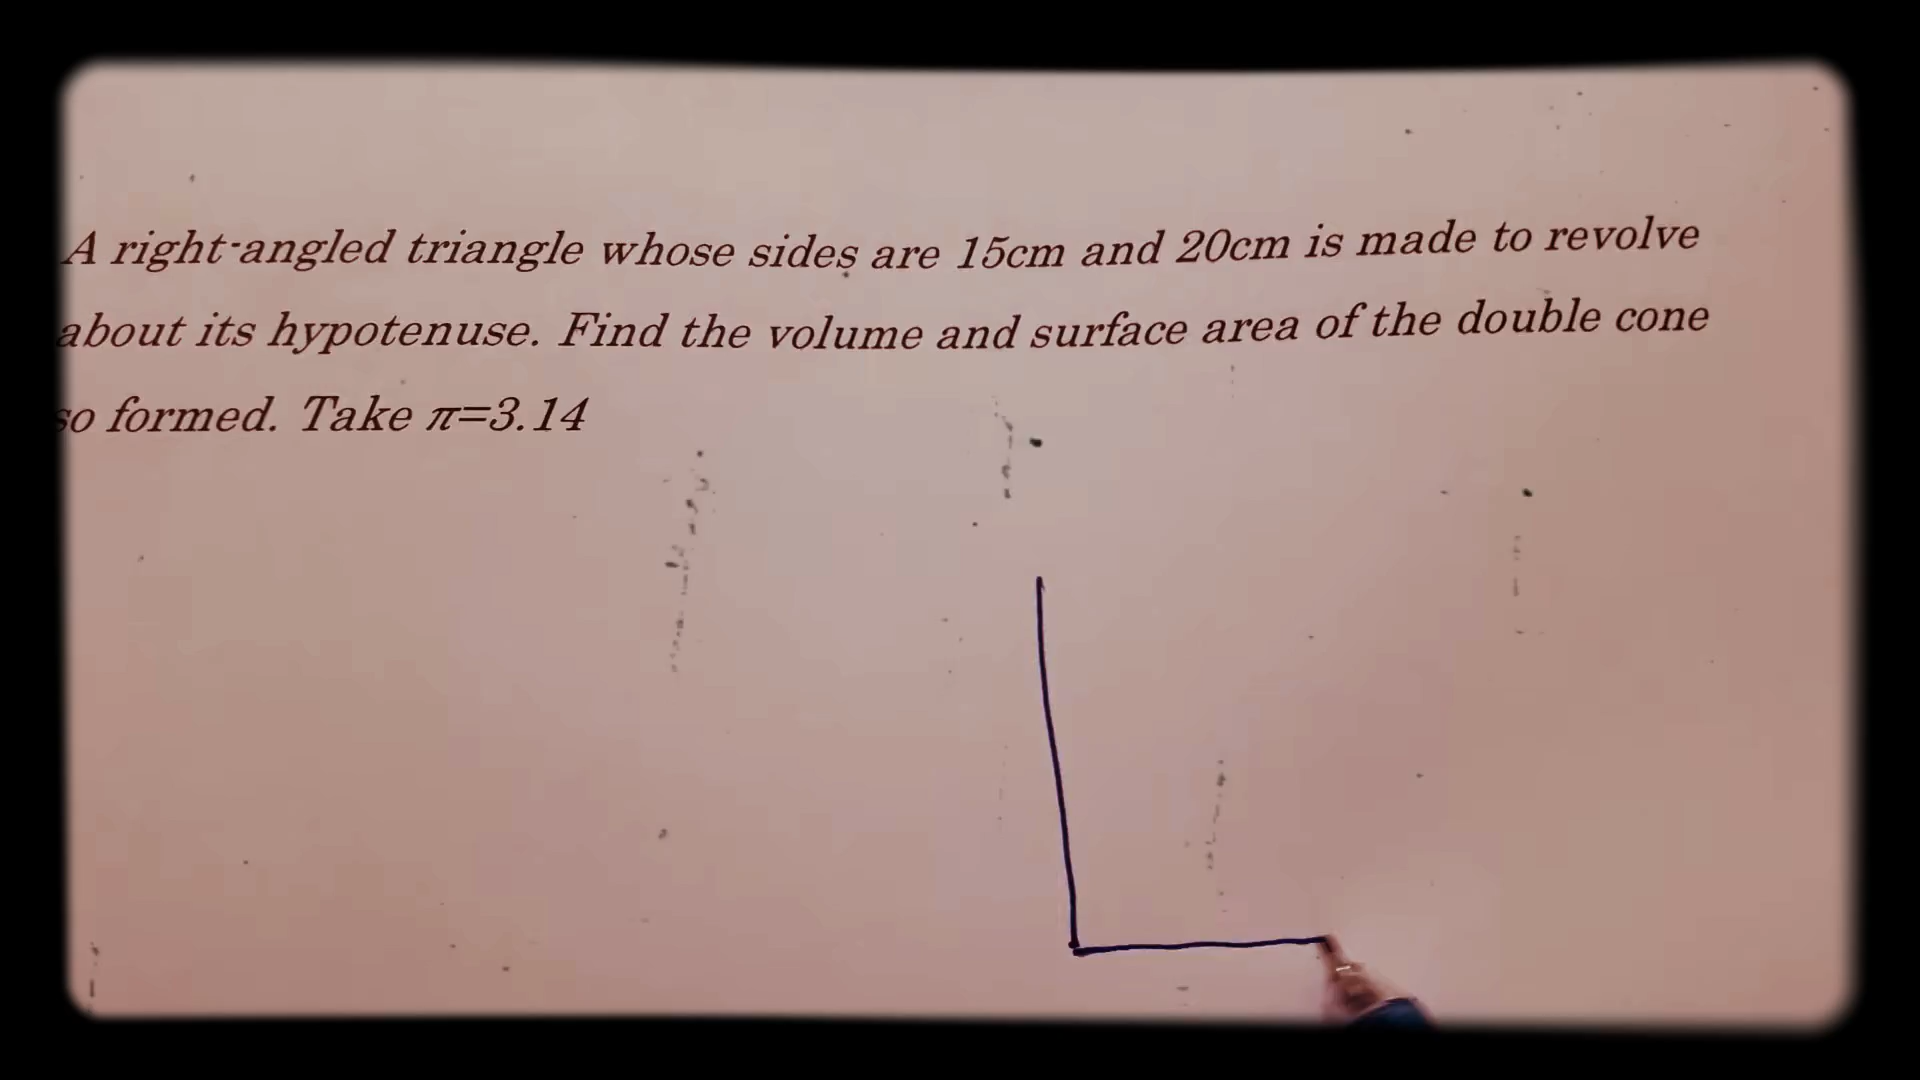 A right-angled triangle whose sides are 15cm and 20cm is made to revolve
about its hypotenuse. Find the volume and surface area of the double cone
so formed. Take π=3.14